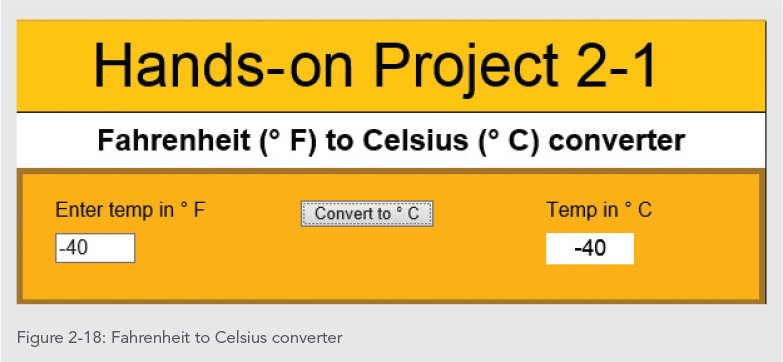 Hands-on Project 2-1
Fahrenheit (° F) to Celsius (° C) converter
Enter temp in ° F
Convert to ° C
Temp in ° C
-40
-40
Figure 2-18: Fahrenheit to Celsius converter